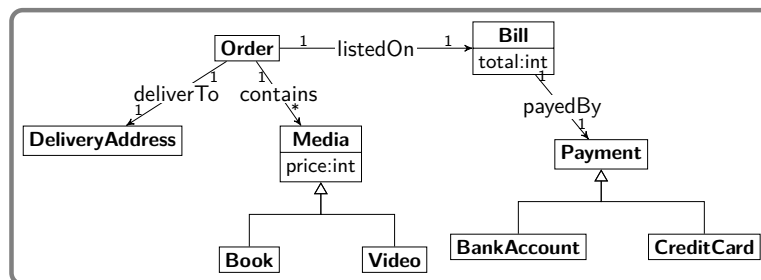 Bill
Order 1 listedOn 1
total:int
1 1 1
deliverTo contains payedBy
1 * 1
DeliveryAddress Media Payment
price:int
BankAccount CreditCard
Book Video